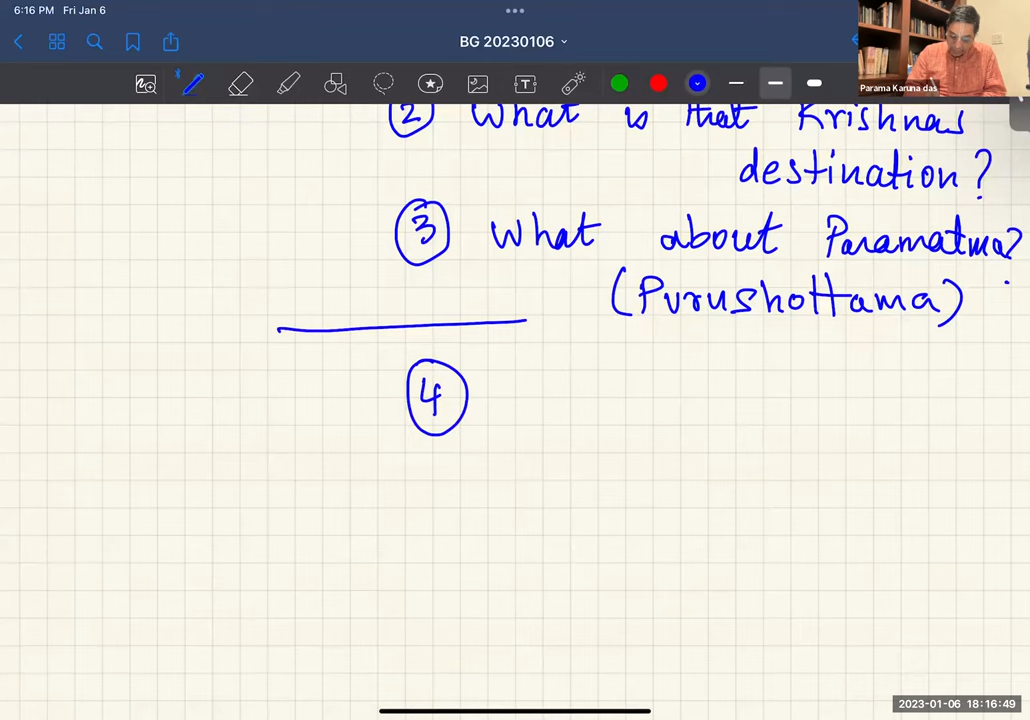 6:16 PM Fri Jan 6
BG 20230106
Parama Karuna das
② What is that Krishnas
destination?
③ What about Paramatma?
(Purushottama)
④
2023-01-06 18:16:49